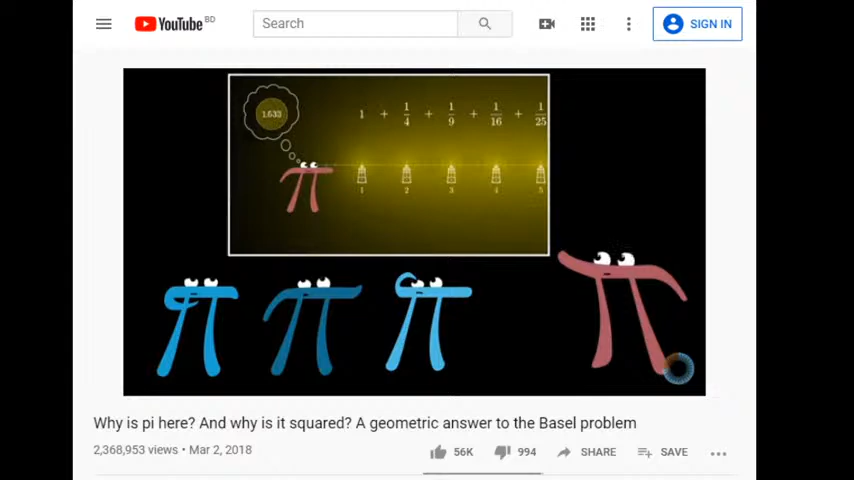 YouTube BD
Search
SIGN IN
1.633
1 + 1/4 + 1/9 + 1/16 + 1/25
1 2 3 4 5
Why is pi here? And why is it squared? A geometric answer to the Basel problem
2,368,953 views • Mar 2, 2018
56K 994 SHARE SAVE